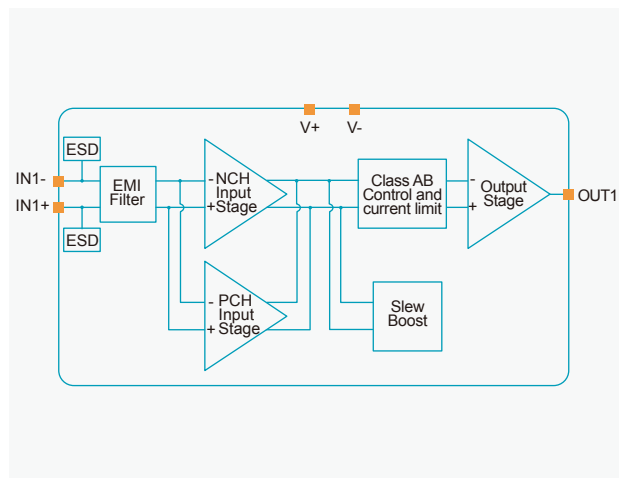 V+ V-
ESD
IN1-
IN1+
EMI
Filter
ESD
- NCH
Input
+ Stage
- PCH
Input
+ Stage
Class AB
Control and
current limit
Slew
Boost
-
Output
Stage
+
OUT1